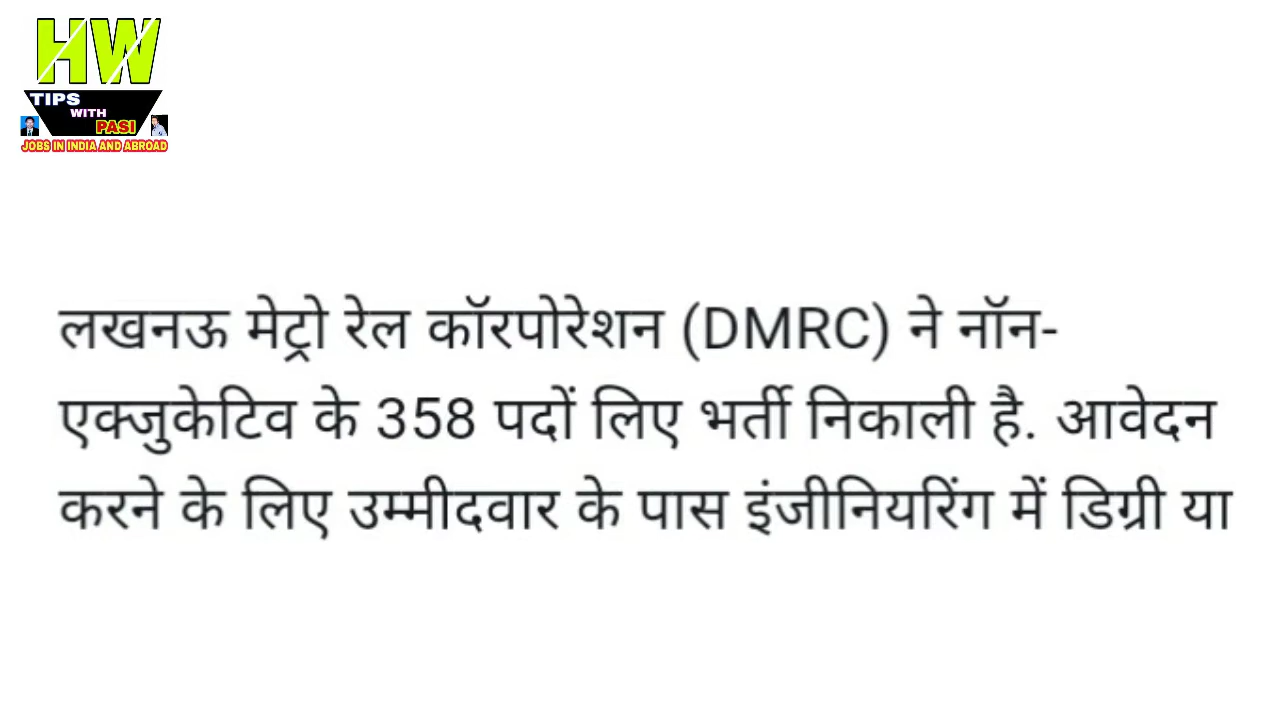 HW
TIPS
WITH
PASI
JOBS IN INDIA AND ABROAD
लखनऊ मेट्रो रेल कॉरपोरेशन (DMRC) ने नॉन-
एक्जुकेटिव के 358 पदों लिए भर्ती निकाली है. आवेदन
करने के लिए उम्मीदवार के पास इंजीनियरिंग में डिग्री या